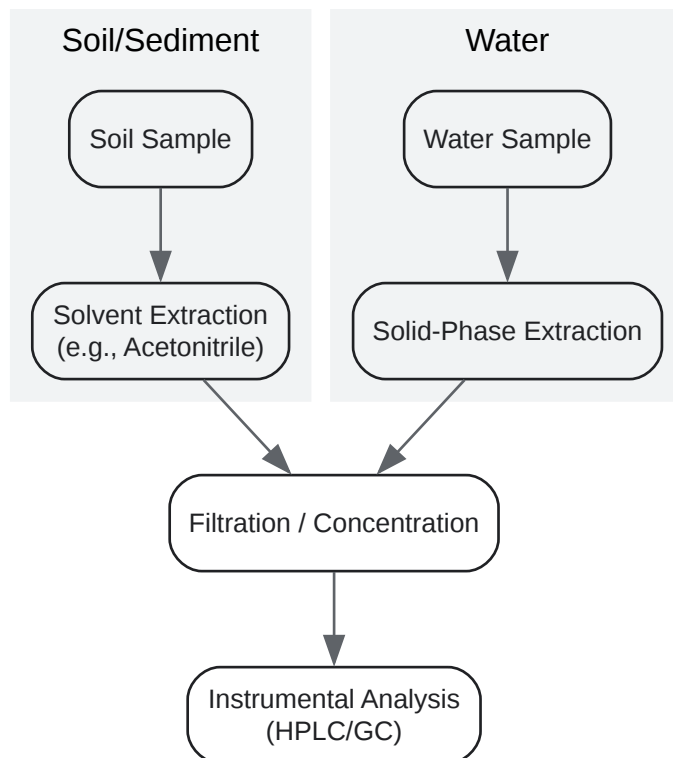 Soil/Sediment
Water
Soil Sample
Water Sample
Solvent Extraction
(e.g., Acetonitrile)
Solid-Phase Extraction
Filtration / Concentration
Instrumental Analysis
(HPLC/GC)